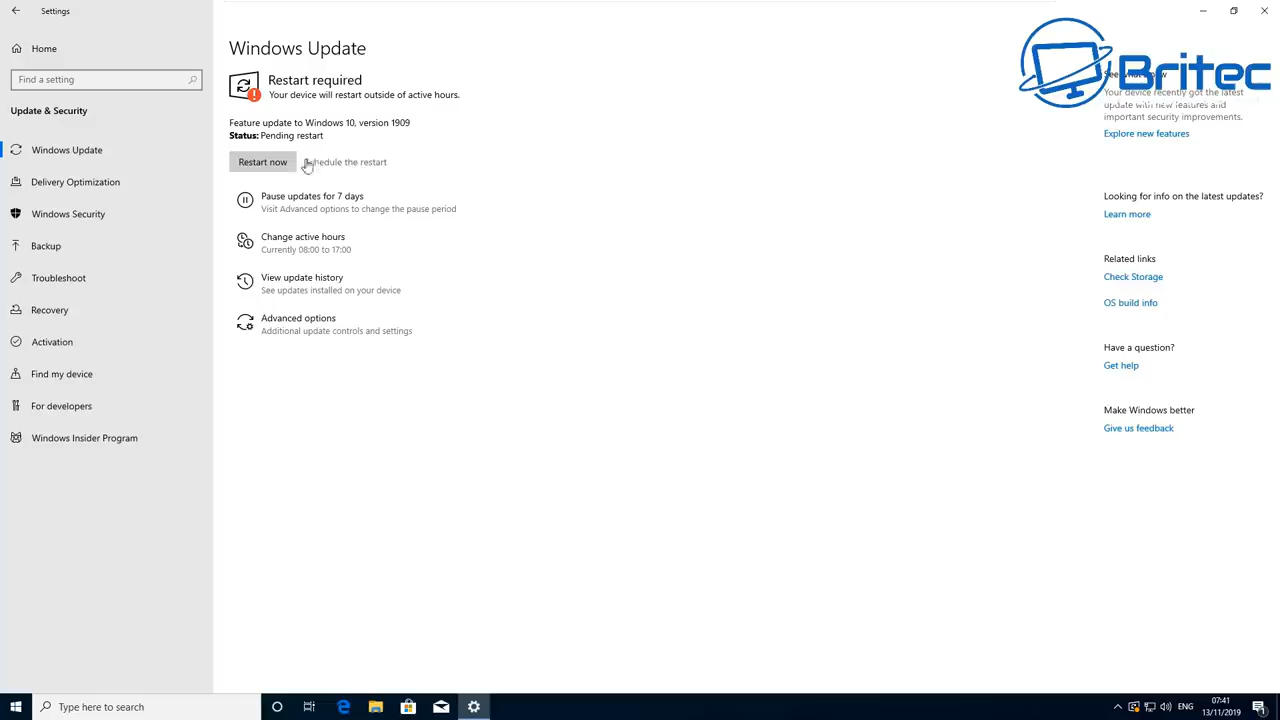 Settings
Home
Find a setting
Update & Security
Windows Update
Delivery Optimization
Windows Security
Backup
Troubleshoot
Recovery
Activation
Find my device
For developers
Windows Insider Program
Windows Update
Restart required
Your device will restart outside of active hours.
Feature update to Windows 10, version 1909
Status: Pending restart
Restart now
the restart
Pause updates for 7 days
Visit Advanced options to change the pause period
Change active hours
Currently 08:00 to 17:00
View update history
See updates installed on your device
Advanced options
Additional update controls and settings
Britec
Your device recently got the latest
update with new features and
important security improvements.
Explore new features
Looking for info on the latest updates?
Learn more
Related links
Check Storage
OS build info
Have a question?
Get help
Make Windows better
Give us feedback
Type here to search
ENG
07:41
13/11/2019
1